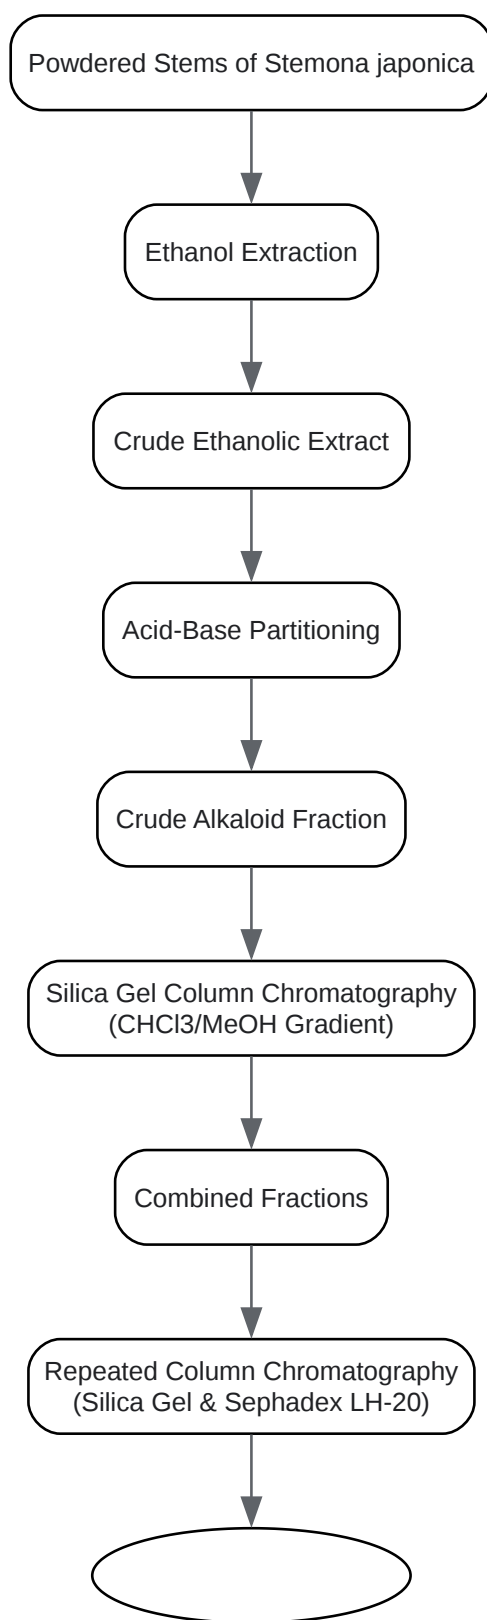 Powdered Stems of Stemona japonica
Ethanol Extraction
Crude Ethanolic Extract
Acid-Base Partitioning
Crude Alkaloid Fraction
Silica Gel Column Chromatography
(CHCl3/MeOH Gradient)
Combined Fractions
Repeated Column Chromatography
(Silica Gel & Sephadex LH-20)